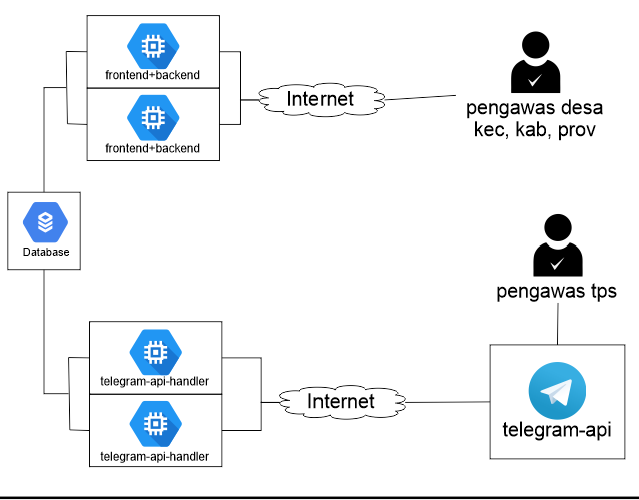 frontend+backend
frontend+backend
Internet
pengawas desa
kec, kab, prov
Database
pengawas tps
telegram-api-handler
telegram-api-handler
Internet
telegram-api